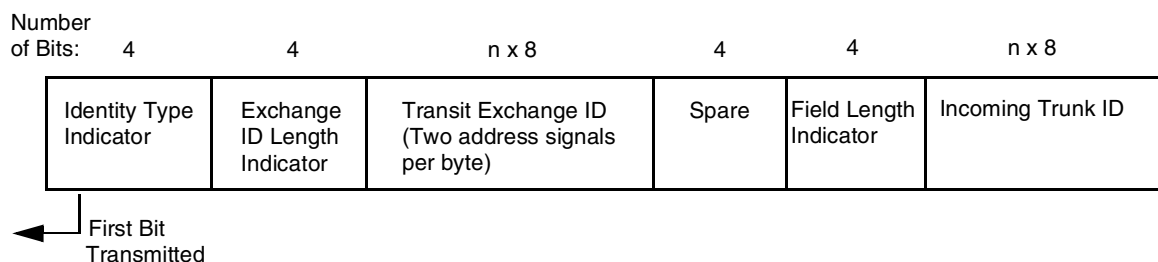 Number
of Bits: 4 4 n x 8 4 4 n x 8
Identity Type
Indicator
Exchange
ID Length
Indicator
Transit Exchange ID
(Two address signals
per byte)
Spare
Field Length
Indicator
Incoming Trunk ID
First Bit
Transmitted